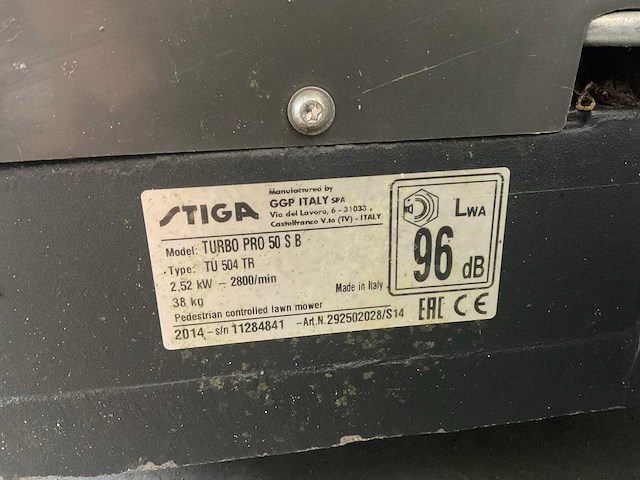 STIGA
Manufactured by
GGP ITALY SPA
Via del Lavoro, 6 - 31033
Castelfranco V.to (TV) - ITALY
Model: TURBO PRO 50 S B
Type: TU 504 TR
2,52 kW - 2800/min
38 kg
Made in Italy
Pedestrian controlled lawn mower
2014 - s/n 11284841 - Art.N. 292502028/S14
LWA
96 dB
EAC CE